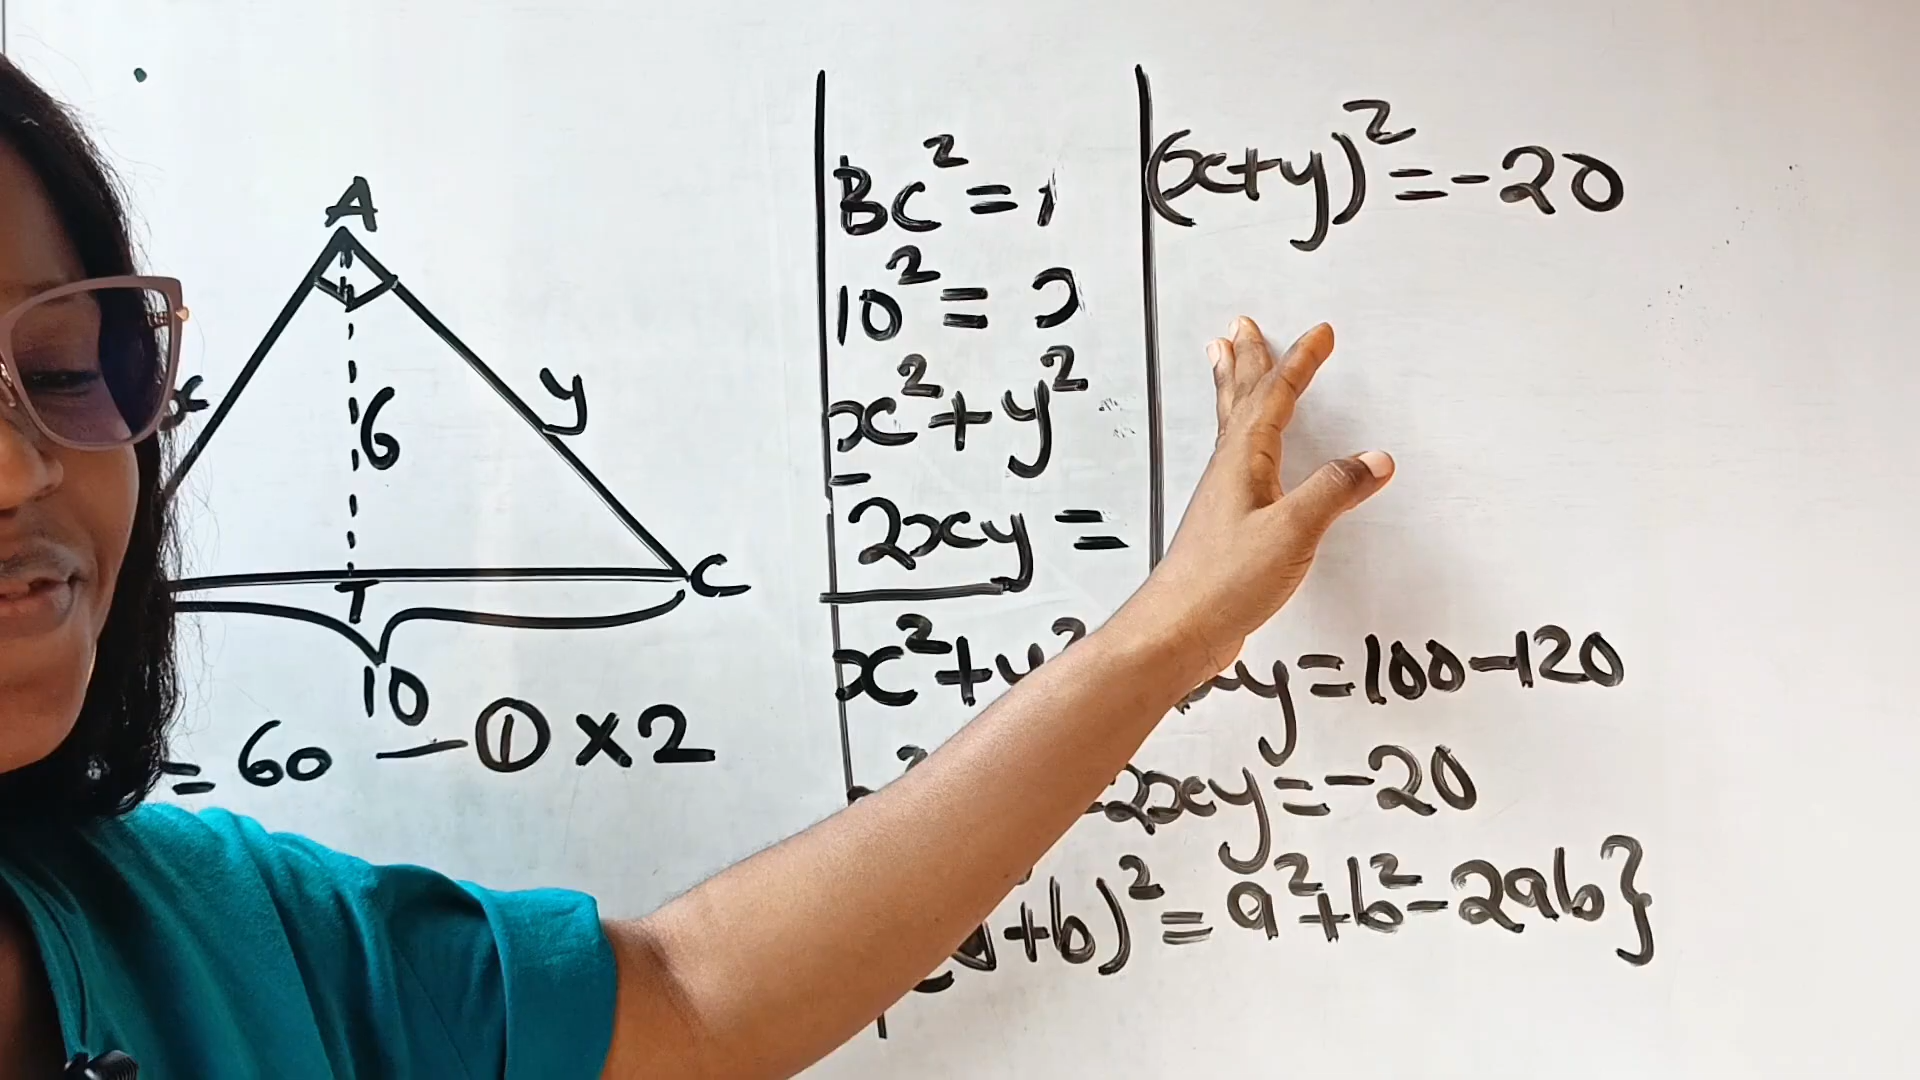 A
x
y
6
T
C
10
= 60 — ① × 2
BC² =
10² =
x² + y²
2xy =
(x+y)² = -20
x² + y² xy = 100 - 120
2xy = -20
+b)² = a² + b² - 2ab}